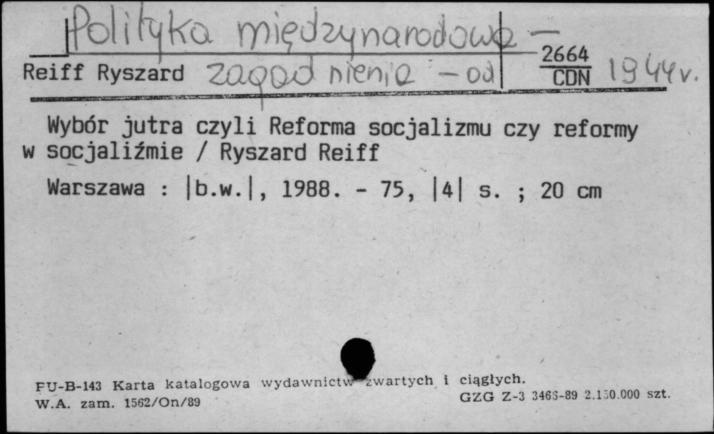 Polityka międzynarodowa –
Reiff Ryszard zagadnienia – od 1944 r.
2664
CDN
Wybór jutra czyli Reforma socjalizmu czy reformy
w socjaliźmie / Ryszard Reiff
Warszawa : |b.w.|, 1988. - 75, |4| s. ; 20 cm
FU-B-143 Karta katalogowa wydawnictw zwartych i ciągłych.
W.A. zam. 1562/On/89 GZG Z-3 3465-89 2.150.000 szt.